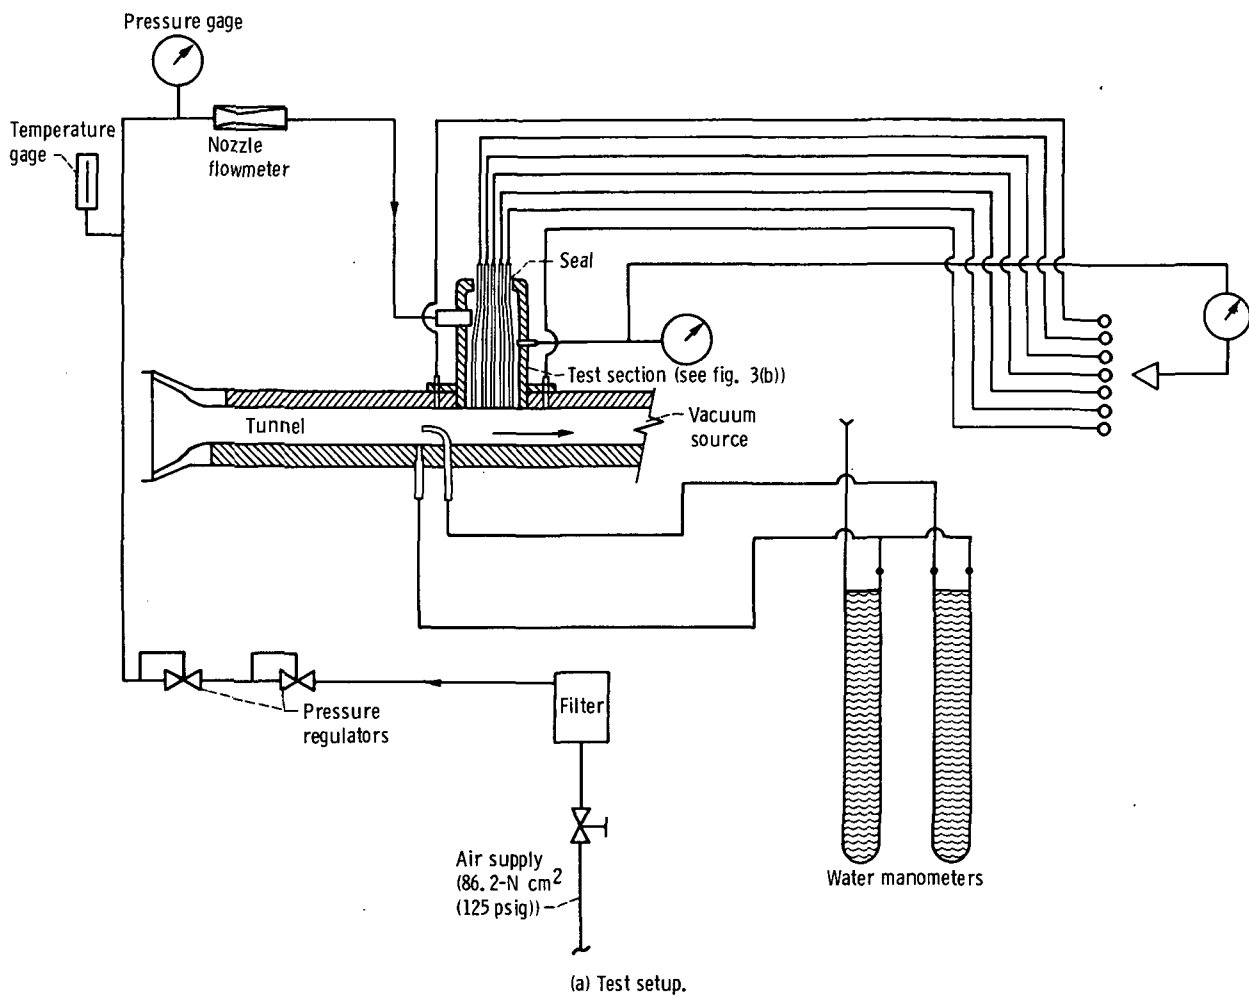 Pressure gage
Temperature
gage
Nozzle
flowmeter
Seal
Test section (see fig. 3(b))
Tunnel
Vacuum
source
Pressure
regulators
Filter
Air supply
(86.2-N cm2
(125 psig))
Water manometers
(a) Test setup.